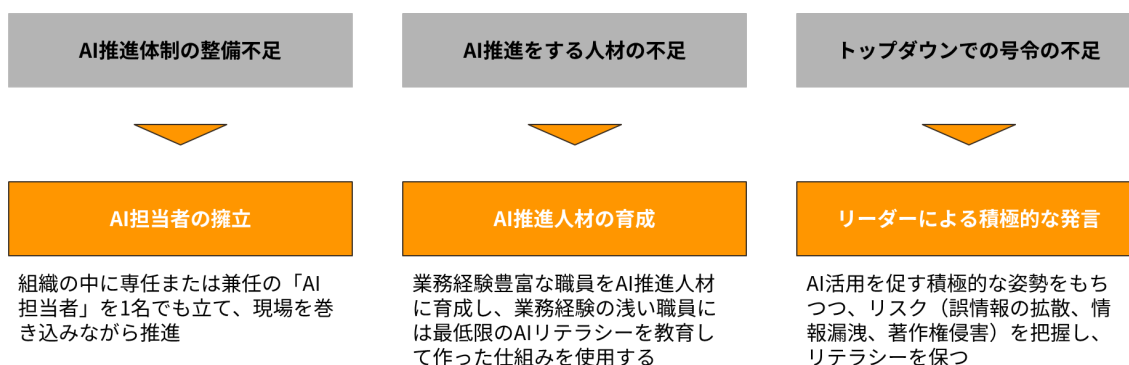 AI推進体制の整備不足
AI推進をする人材の不足
トップダウンでの号令の不足
AI担当者の擁立
AI推進人材の育成
リーダーによる積極的な発言
組織の中に専任または兼任の「AI
担当者」を1名でも立て、現場を巻
き込みながら推進
業務経験豊富な職員をAI推進人材
に育成し、業務経験の浅い職員に
は最低限のAIリテラシーを教育し
て作った仕組みを使用する
AI活用を促す積極的な姿勢をもち
つつ、リスク（誤情報の拡散、情
報漏洩、著作権侵害）を把握し、
リテラシーを保つ